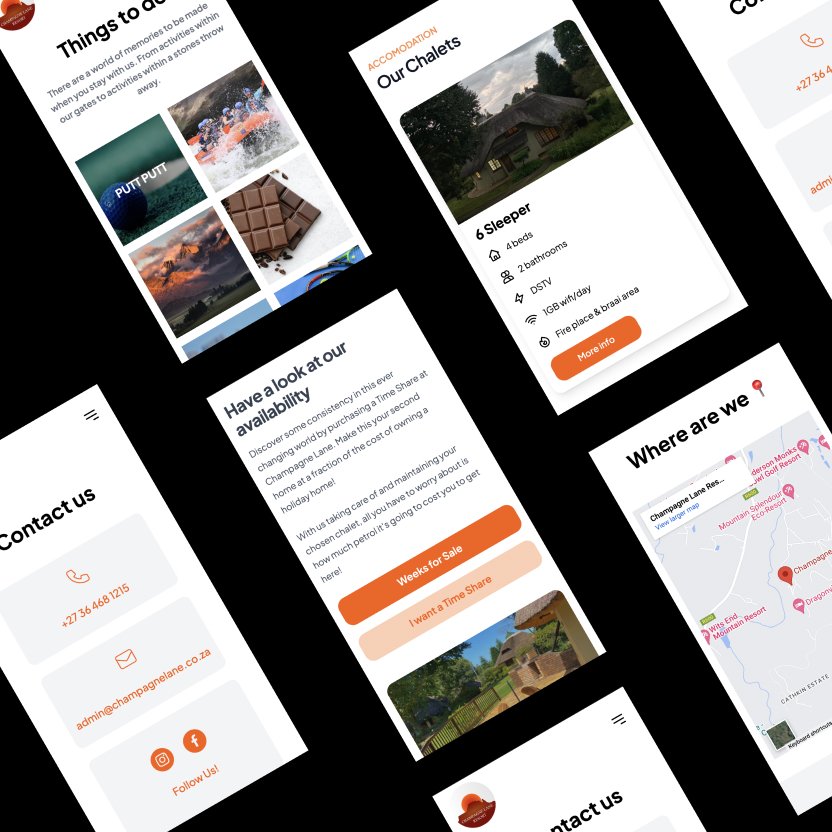 Things to do
There are a world of memories to be made
when you stay with us. From activities within
our gates to activities within a stones throw
away.
PUTT PUTT
ACCOMODATION
Our Chalets
6 Sleeper
4 beds
2 bathrooms
DSTV
1GB wifi/day
Fire place & braai area
More info
+27 36 4
admi
Contact us
+27 36 468 1215
admin@champagnelane.co.za
Follow Us!
Have a look at our
availability
Discover some consistency in this ever
changing world by purchasing a Time Share at
Champagne Lane. Make this your second
home at a fraction of the cost of owning a
holiday home!
With us taking care of and maintaining your
chosen chalet, all you have to worry about is
how much petrol it's going to cost you to get
here!
Weeks for Sale
I want a Time Share
Where are we
Champagne Lane Res...
View larger map
derson Monks
owl Golf Resort
Mountain Splendour
Eco-Resort
Champagne
Dragon
Wits End
Mountain Resort
CATHKIN ESTATE
Keyboard shortcuts
CHAMPAGNE LANE
RESORT
ntact us